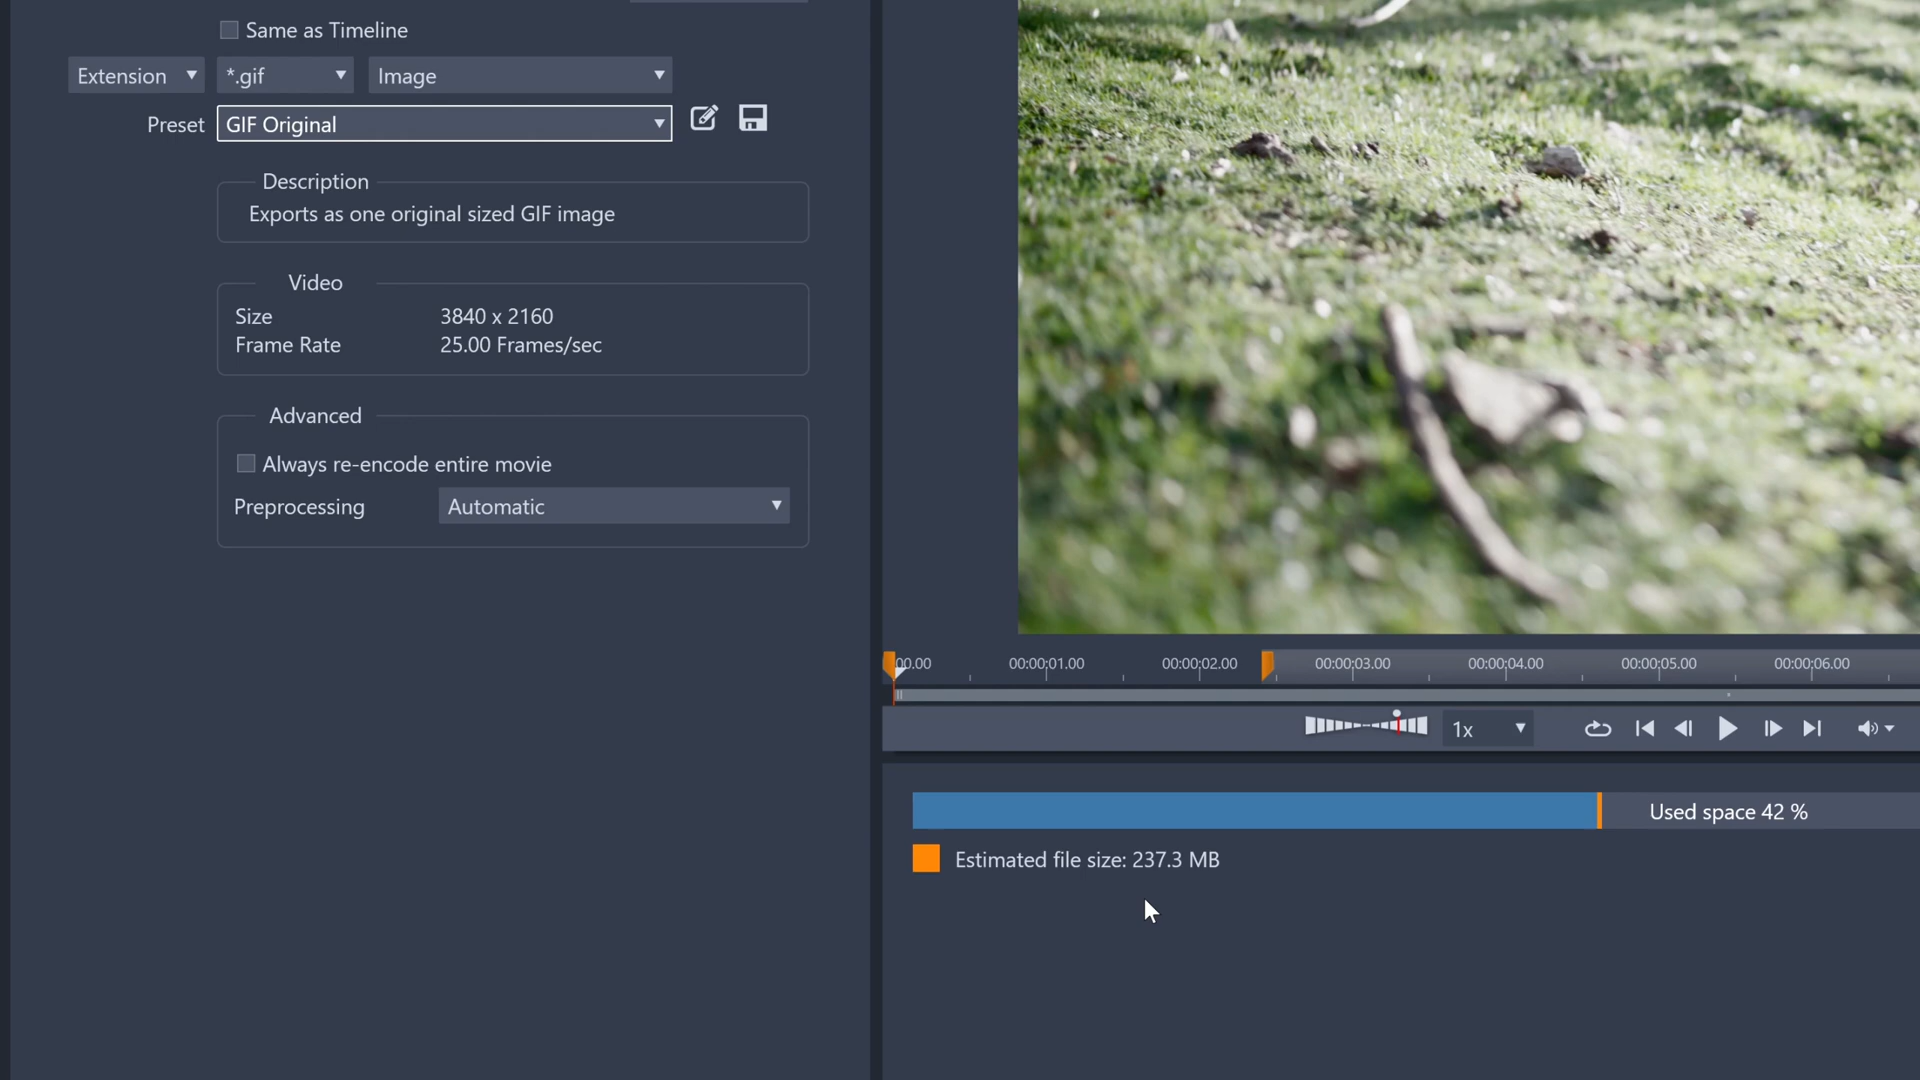 Same as Timeline
Extension *.gif Image
Preset GIF Original
Description
Exports as one original sized GIF image
Video
Size 3840 x 2160
Frame Rate 25.00 Frames/sec
Advanced
Always re-encode entire movie
Preprocessing Automatic
00.00 00:00:01.00 00:00:02.00 00:00:03.00 00:00:04.00 00:00:05.00 00:00:06.00
1x
Used space 42 %
Estimated file size: 237.3 MB